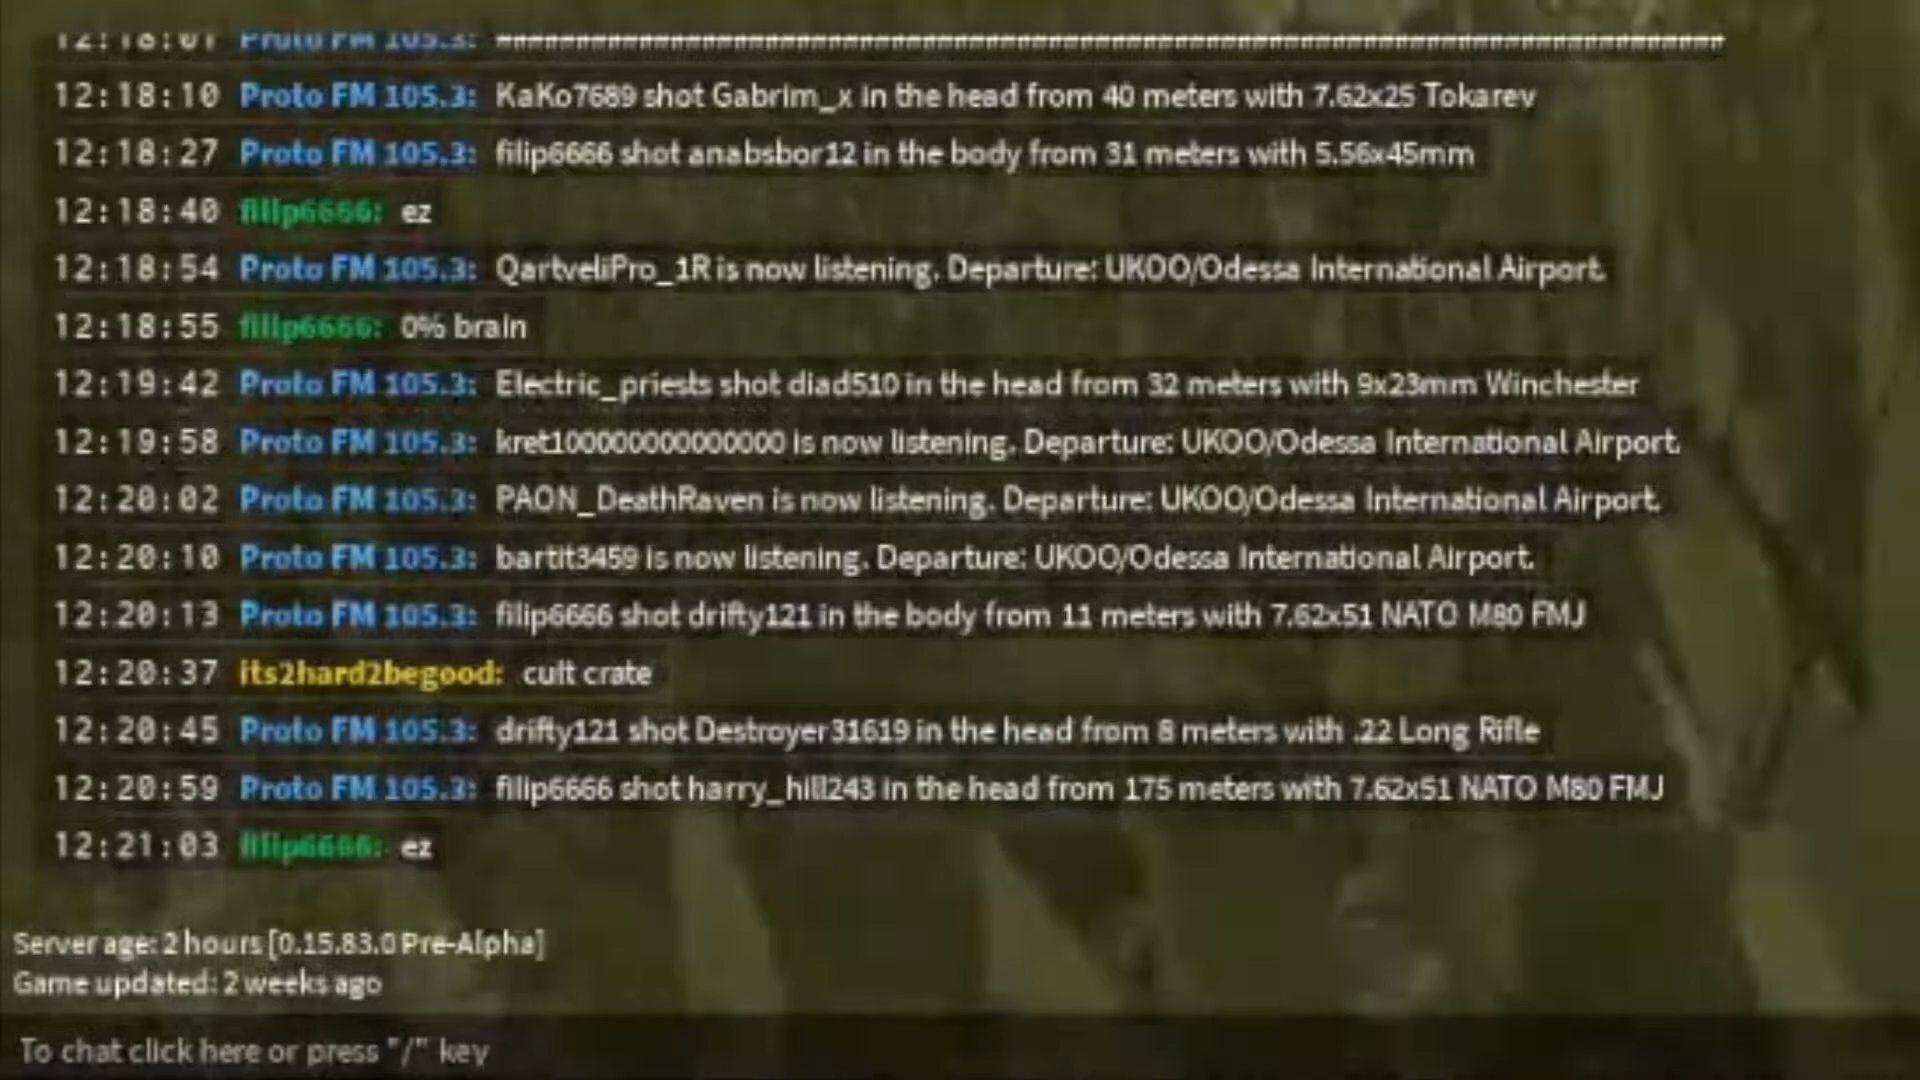 12:18:01 Proto FM 105.3:
12:18:10 Proto FM 105.3: KaKo7689 shot Gabrim_x in the head from 40 meters with 7.62x25 Tokarev
12:18:27 Proto FM 105.3: filip6666 shot anabsbor12 in the body from 31 meters with 5.56x45mm
12:18:40 filip6666: ez
12:18:54 Proto FM 105.3: QartveliPro_1R is now listening. Departure: UKOO/Odessa International Airport.
12:18:55 filip6666: 0% brain
12:19:42 Proto FM 105.3: Electric_priests shot diad510 in the head from 32 meters with 9x23mm Winchester
12:19:58 Proto FM 105.3: kret100000000000000 is now listening. Departure: UKOO/Odessa International Airport.
12:20:02 Proto FM 105.3: PAON_DeathRaven is now listening. Departure: UKOO/Odessa International Airport.
12:20:10 Proto FM 105.3: bartit3459 is now listening. Departure: UKOO/Odessa International Airport.
12:20:13 Proto FM 105.3: filip6666 shot drifty121 in the body from 11 meters with 7.62x51 NATO M80 FMJ
12:20:37 its2hard2begood: cult crate
12:20:45 Proto FM 105.3: drifty121 shot Destroyer31619 in the head from 8 meters with .22 Long Rifle
12:20:59 Proto FM 105.3: filip6666 shot harry_hill243 in the head from 175 meters with 7.62x51 NATO M80 FMJ
12:21:03 filip6666: ez
Server age: 2 hours [0.15.83.0 Pre-Alpha]
Game updated: 2 weeks ago
To chat click here or press "/" key